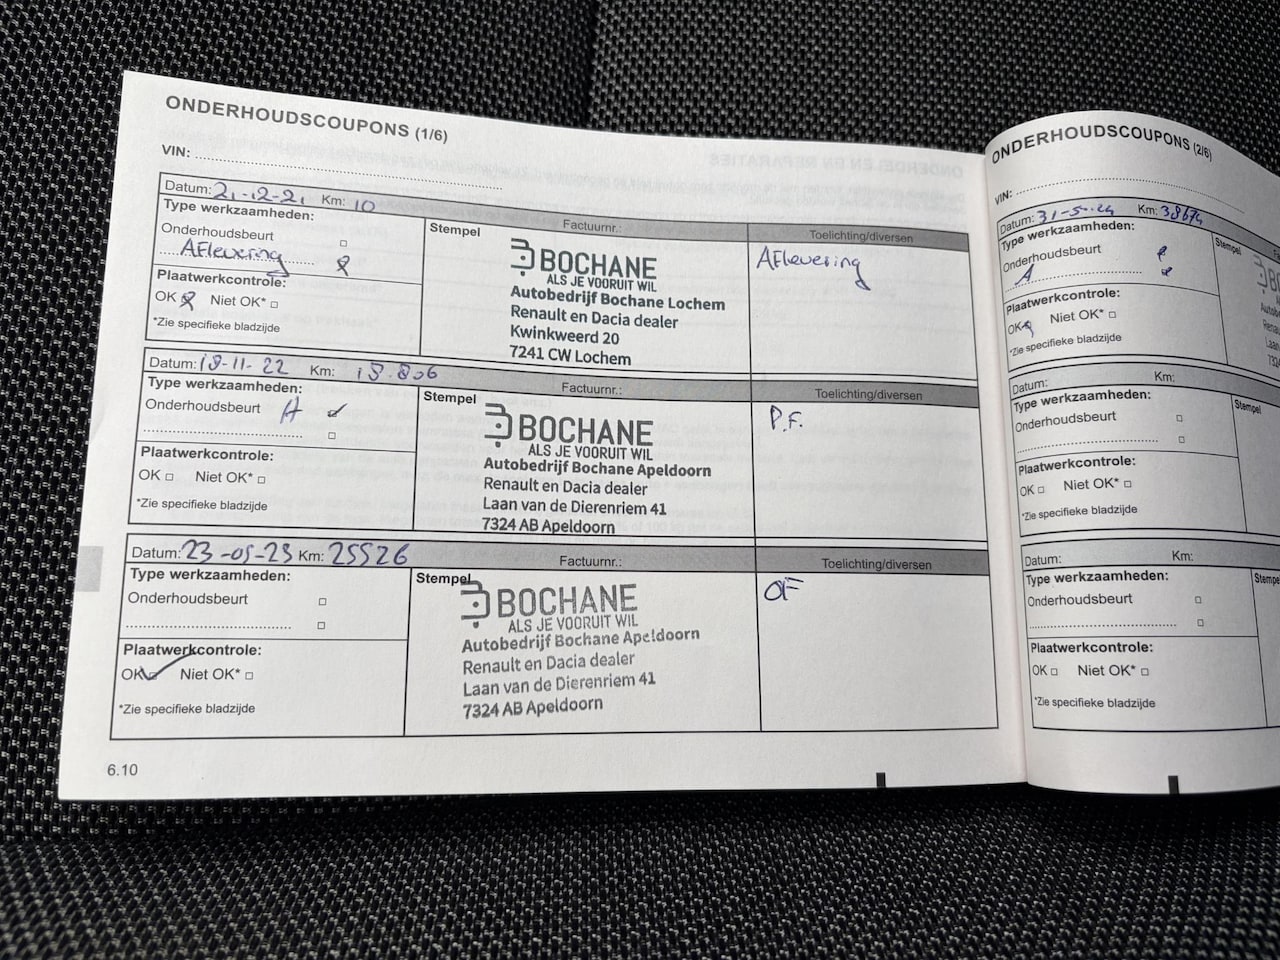 ONDERHOUDSCOUPONS (1/6)
VIN:
Datum: 21-12-21 Km: 10
Type werkzaamheden:
Onderhoudsbeurt
Aflevering
Plaatwerkcontrole:
OK Niet OK*
*Zie specifieke bladzijde
Stempel
Factuurnr.:
BOCHANE
ALS JE VOORUIT WIL
Autobedrijf Bochane Lochem
Renault en Dacia dealer
Kwinkweerd 20
7241 CW Lochem
Toelichting/diversen
Aflevering
Datum: 18-11-22 Km: 18.806
Type werkzaamheden:
Onderhoudsbeurt A
Plaatwerkcontrole:
OK Niet OK*
*Zie specifieke bladzijde
Stempel
Factuurnr.:
BOCHANE
ALS JE VOORUIT WIL
Autobedrijf Bochane Apeldoorn
Renault en Dacia dealer
Laan van de Dierenriem 41
7324 AB Apeldoorn
Toelichting/diversen
P.F.
Datum: 23-05-23 Km: 25526
Type werkzaamheden:
Onderhoudsbeurt
Plaatwerkcontrole:
OK Niet OK*
*Zie specifieke bladzijde
Stempel
Factuurnr.:
BOCHANE
ALS JE VOORUIT WIL
Autobedrijf Bochane Apeldoorn
Renault en Dacia dealer
Laan van de Dierenriem 41
7324 AB Apeldoorn
Toelichting/diversen
OF
6.10
ONDERHOUDSCOUPONS (2/6)
VIN:
Datum: 31-5-24 Km: 38674
Type werkzaamheden:
Onderhoudsbeurt
A
Plaatwerkcontrole:
OK Niet OK*
*Zie specifieke bladzijde
Stempel
Datum: Km:
Type werkzaamheden:
Onderhoudsbeurt
Plaatwerkcontrole:
OK Niet OK*
*Zie specifieke bladzijde
Stempel
Datum: Km:
Type werkzaamheden:
Onderhoudsbeurt
Plaatwerkcontrole:
OK Niet OK*
*Zie specifieke bladzijde